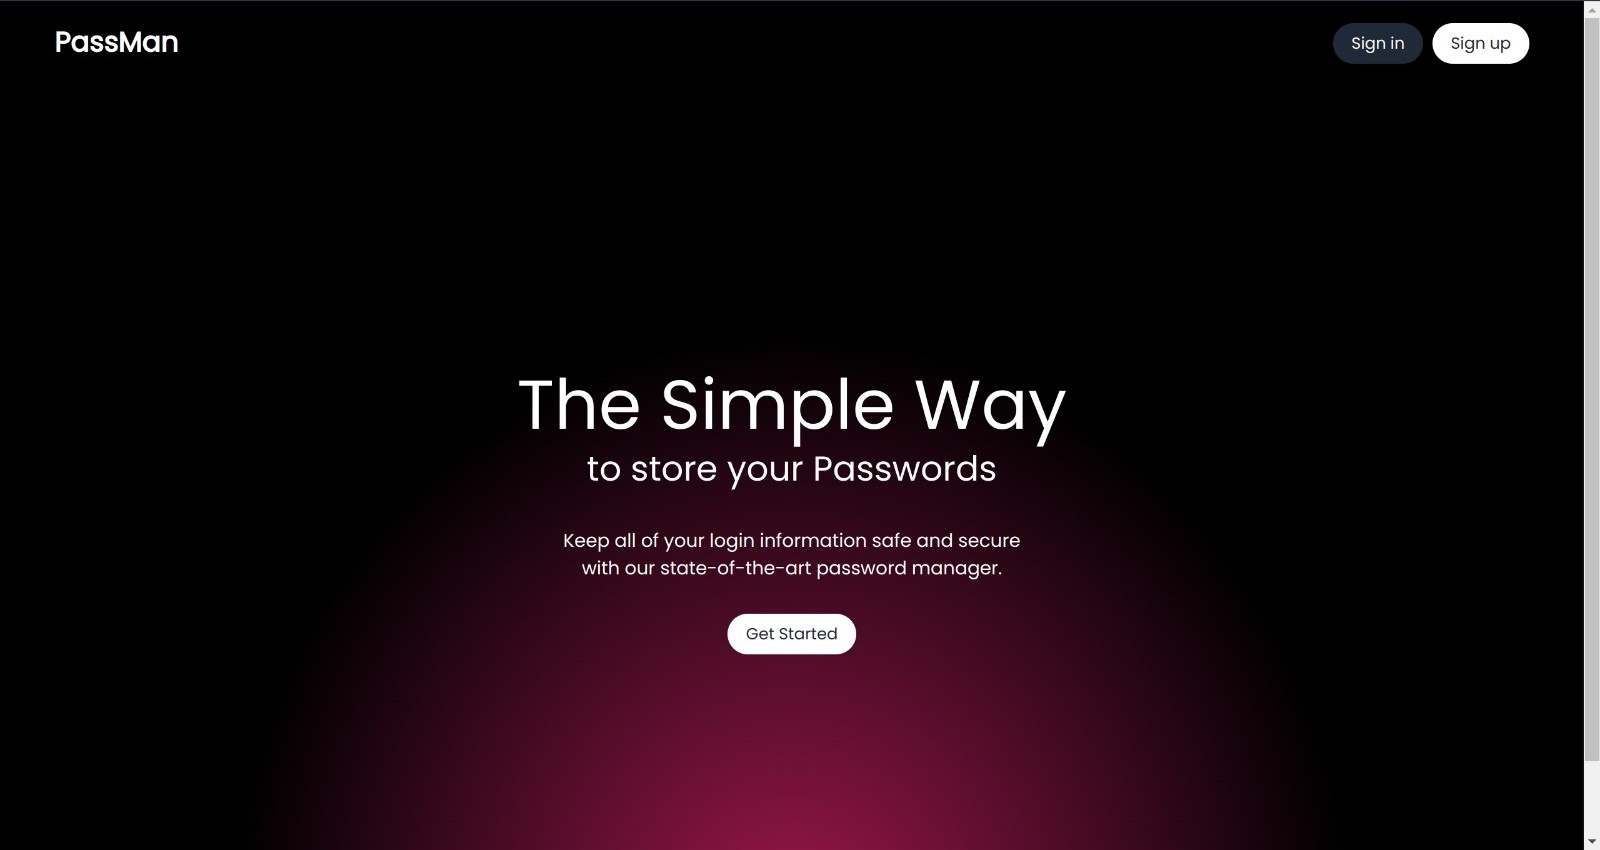 PassMan
Sign in
Sign up
The Simple Way
to store your Passwords
Keep all of your login information safe and secure
with our state-of-the-art password manager.
Get Started